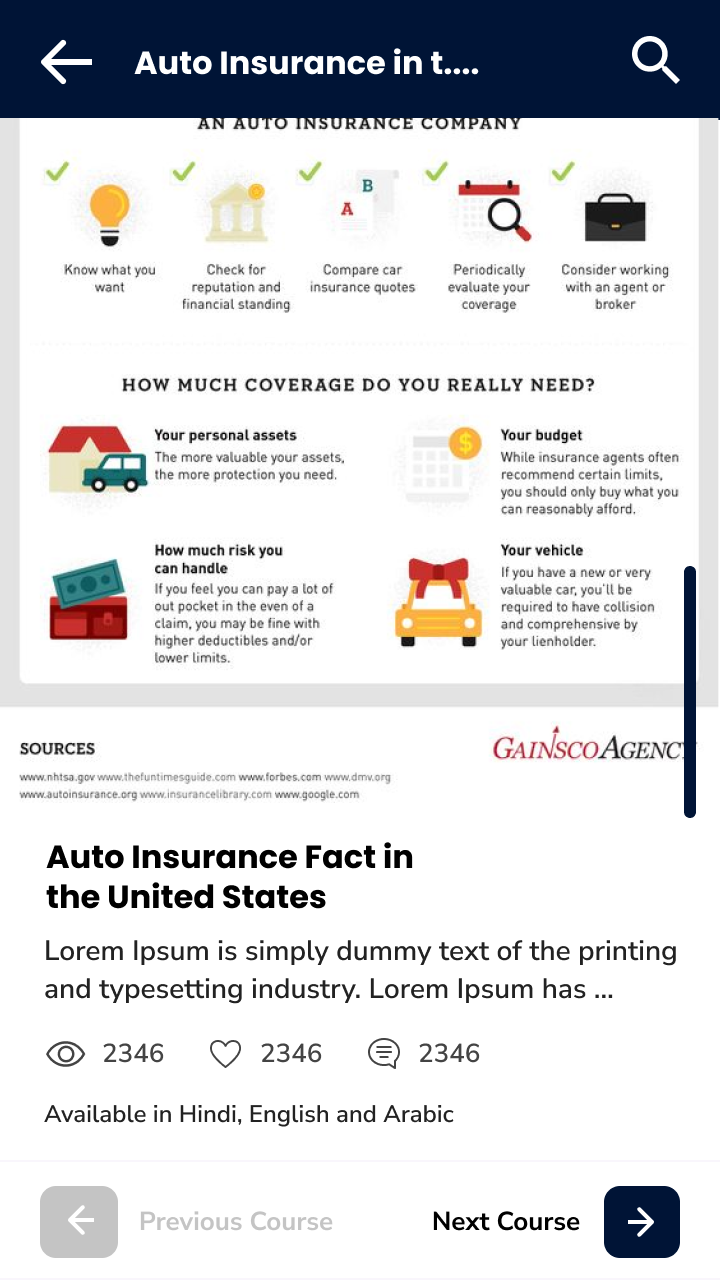 Auto Insurance in t....
AN AUTO INSURANCE COMPANY
B
A
Know what you
want
Check for
reputation and
financial standing
Compare car
insurance quotes
Periodically
evaluate your
coverage
Consider working
with an agent or
broker
HOW MUCH COVERAGE DO YOU REALLY NEED?
Your personal assets
The more valuable your assets,
the more protection you need.
$
Your budget
While insurance agents often
recommend certain limits,
you should only buy what you
can reasonably afford.
How much risk you
can handle
If you feel you can pay a lot of
out pocket in the even of a
claim, you may be fine with
higher deductibles and/or
lower limits.
Your vehicle
If you have a new or very
valuable car, you'll be
required to have collision
and comprehensive by
your lienholder.
SOURCES
GAINSCO AGENCY
www.nhtsa.gov www.thefuntimesguide.com www.forbes.com www.dmv.org
www.autoinsurance.org www.insurancelibrary.com www.google.com
Auto Insurance Fact in
the United States
Lorem Ipsum is simply dummy text of the printing
and typesetting industry. Lorem Ipsum has ...
2346 2346 2346
Available in Hindi, English and Arabic
Previous Course Next Course